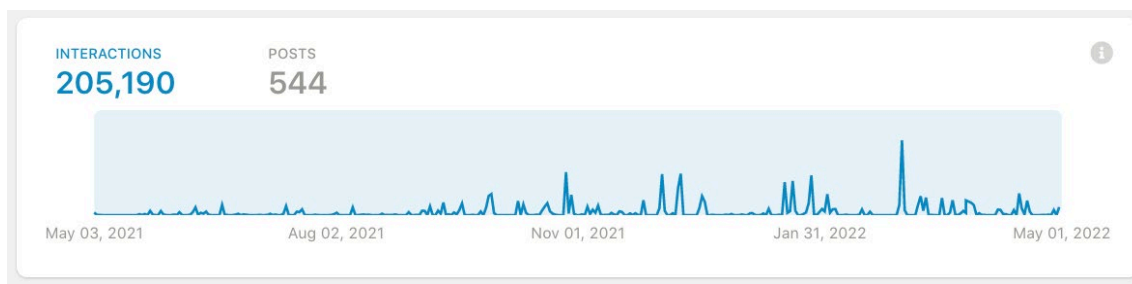 INTERACTIONS POSTS
205,190 544
May 03, 2021 Aug 02, 2021 Nov 01, 2021 Jan 31, 2022 May 01, 2022